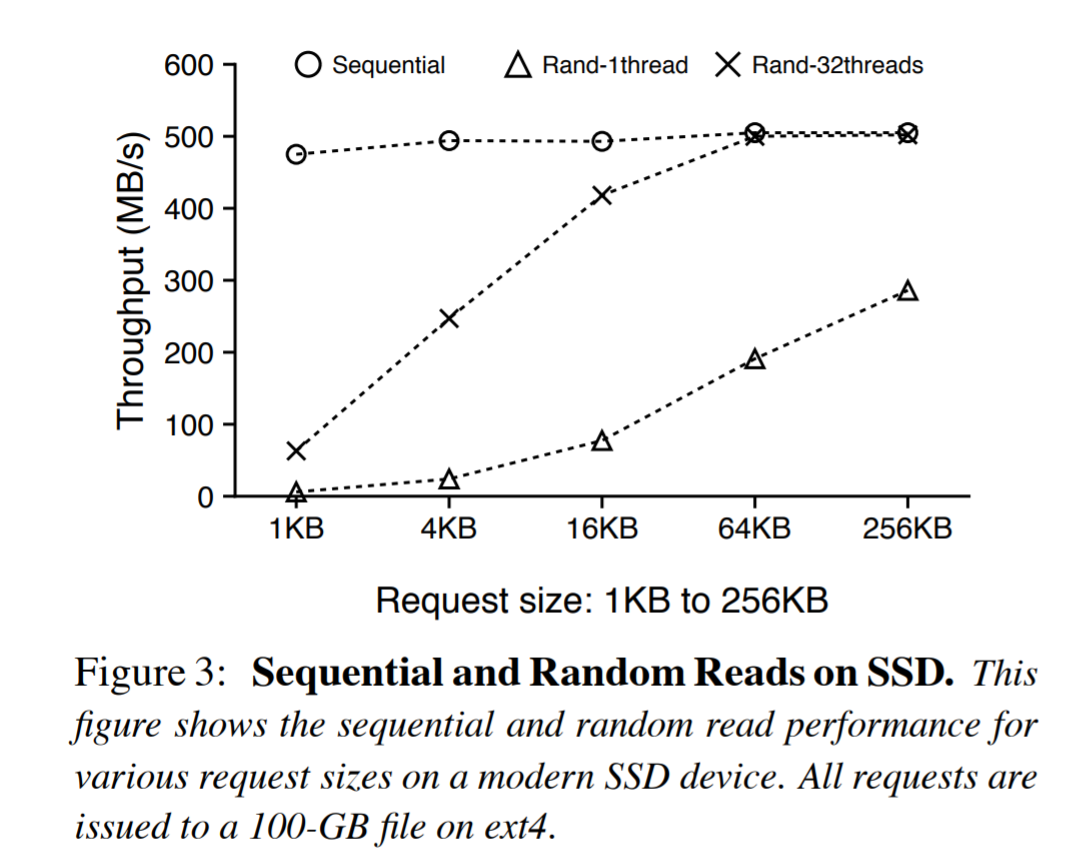 Sequential Rand-1thread Rand-32threads
600
500
400
300
200
100
0
Throughput (MB/s)
1KB 4KB 16KB 64KB 256KB
Request size: 1KB to 256KB
Figure 3: Sequential and Random Reads on SSD. This
figure shows the sequential and random read performance for
various request sizes on a modern SSD device. All requests are
issued to a 100-GB file on ext4.